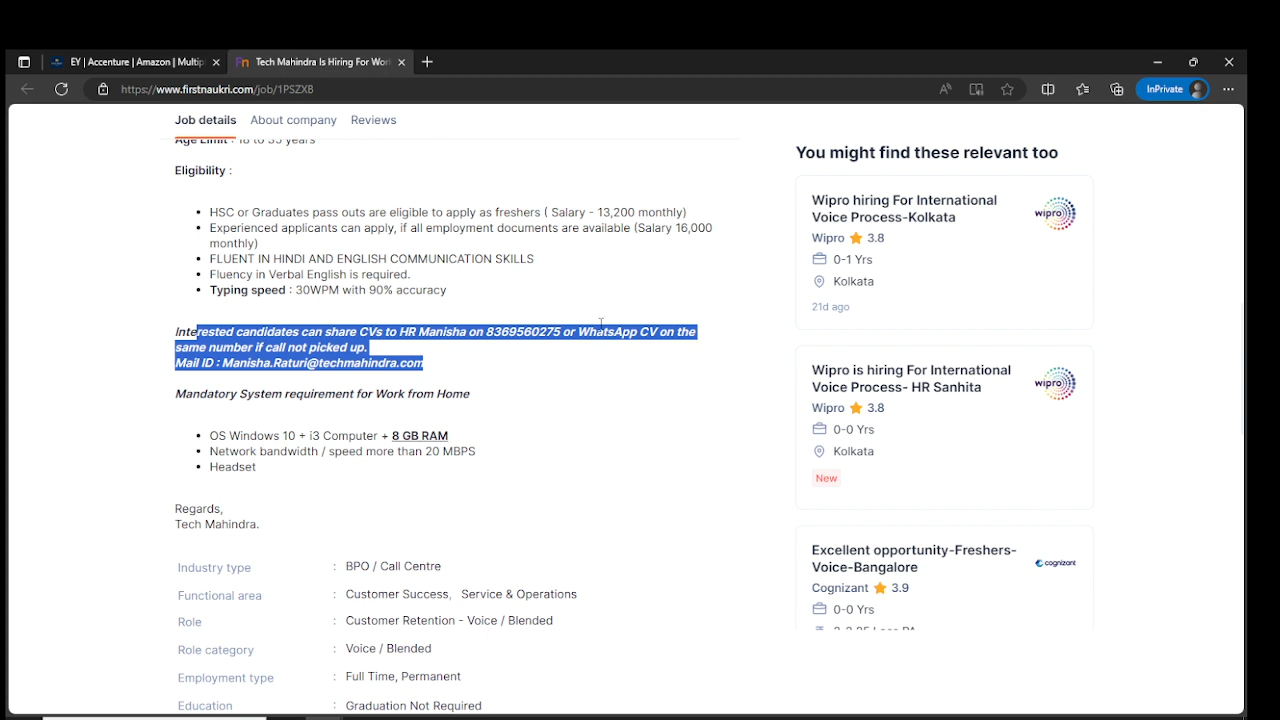 EY | Accenture | Amazon | Multip
Tech Mahindra Is Hiring For Wor
https://www.firstnaukri.com/job/1PSZXB
InPrivate
Job details
About company
Reviews
Age Limit : 18 to 35 years
Eligibility :
HSC or Graduates pass outs are eligible to apply as freshers ( Salary - 13,200 monthly)
Experienced applicants can apply, if all employment documents are available (Salary 16,000
monthly)
FLUENT IN HINDI AND ENGLISH COMMUNICATION SKILLS
Fluency in Verbal English is required.
Typing speed : 30WPM with 90% accuracy
Interested candidates can share CVs to HR Manisha on 8369560275 or WhatsApp CV on the
same number if call not picked up.
Mail ID : Manisha.Raturi@techmahindra.com
Mandatory System requirement for Work from Home
OS Windows 10 + i3 Computer + 8 GB RAM
Network bandwidth / speed more than 20 MBPS
Headset
Regards,
Tech Mahindra.
Industry type : BPO / Call Centre
Functional area : Customer Success, Service & Operations
Role : Customer Retention - Voice / Blended
Role category : Voice / Blended
Employment type : Full Time, Permanent
Education : Graduation Not Required
You might find these relevant too
Wipro hiring For International
Voice Process-Kolkata
wipro
Wipro 3.8
0-1 Yrs
Kolkata
21d ago
Wipro is hiring For International
Voice Process- HR Sanhita
wipro
Wipro 3.8
0-0 Yrs
Kolkata
New
Excellent opportunity-Freshers-
Voice-Bangalore
cognizant
Cognizant 3.9
0-0 Yrs